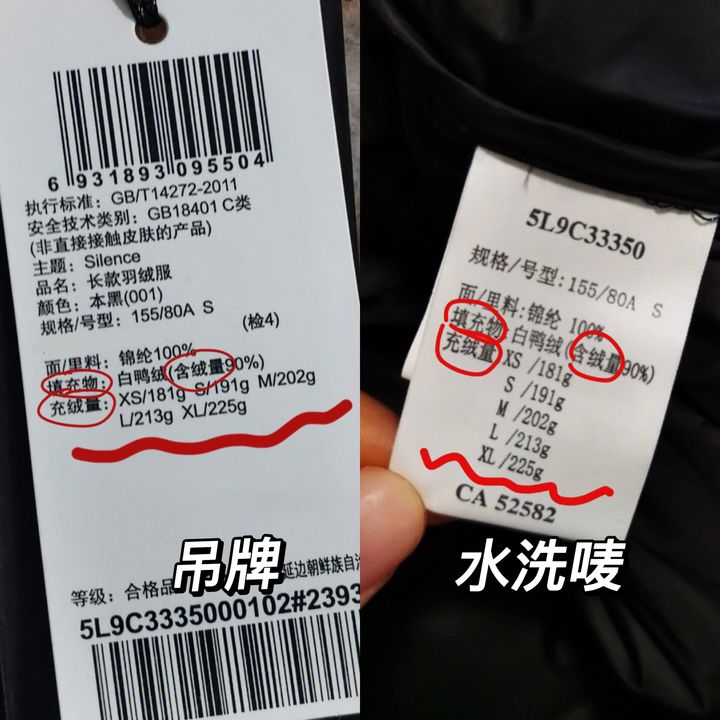 6 931893 095504
执行标准：GB/T14272-2011
安全技术类别：GB18401 C类
(非直接接触皮肤的产品)
主题：Silence
品名：长款羽绒服
颜色：本黑(001)
规格/号型：155/80A S
(检4)
面/里料：锦纶100%
填充物：白鸭绒(含绒量90%)
充绒量：XS/181g S/191g M/202g
L/213g XL/225g
吊牌
等级：合格品
延边朝鲜族自治
5L9C3335000102#2393
5L9C33350
规格/号型:155/80A S
面/里料:锦纶 100%
填充物:白鸭绒(含绒量90%)
充绒量 XS /181g
S /191g
M /202g
L /213g
XL /225g
CA 52582
水洗唛